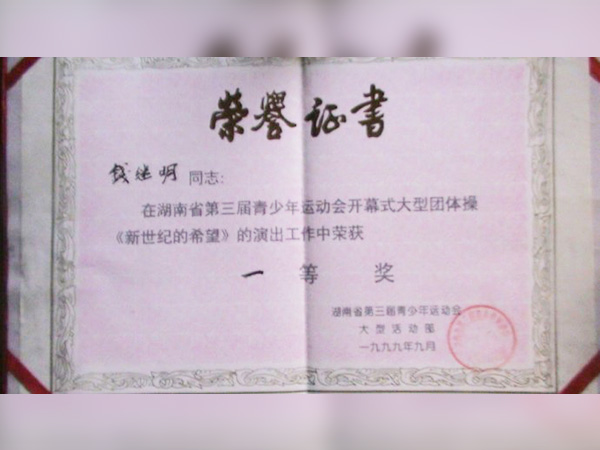 荣誉证书
钱继明 同志：
在湖南省第三届青少年运动会开幕式大型团体操
《新世纪的希望》的演出工作中荣获
一等奖
湖南省第三届青少年运动会
大型活动部
一九九九年九月